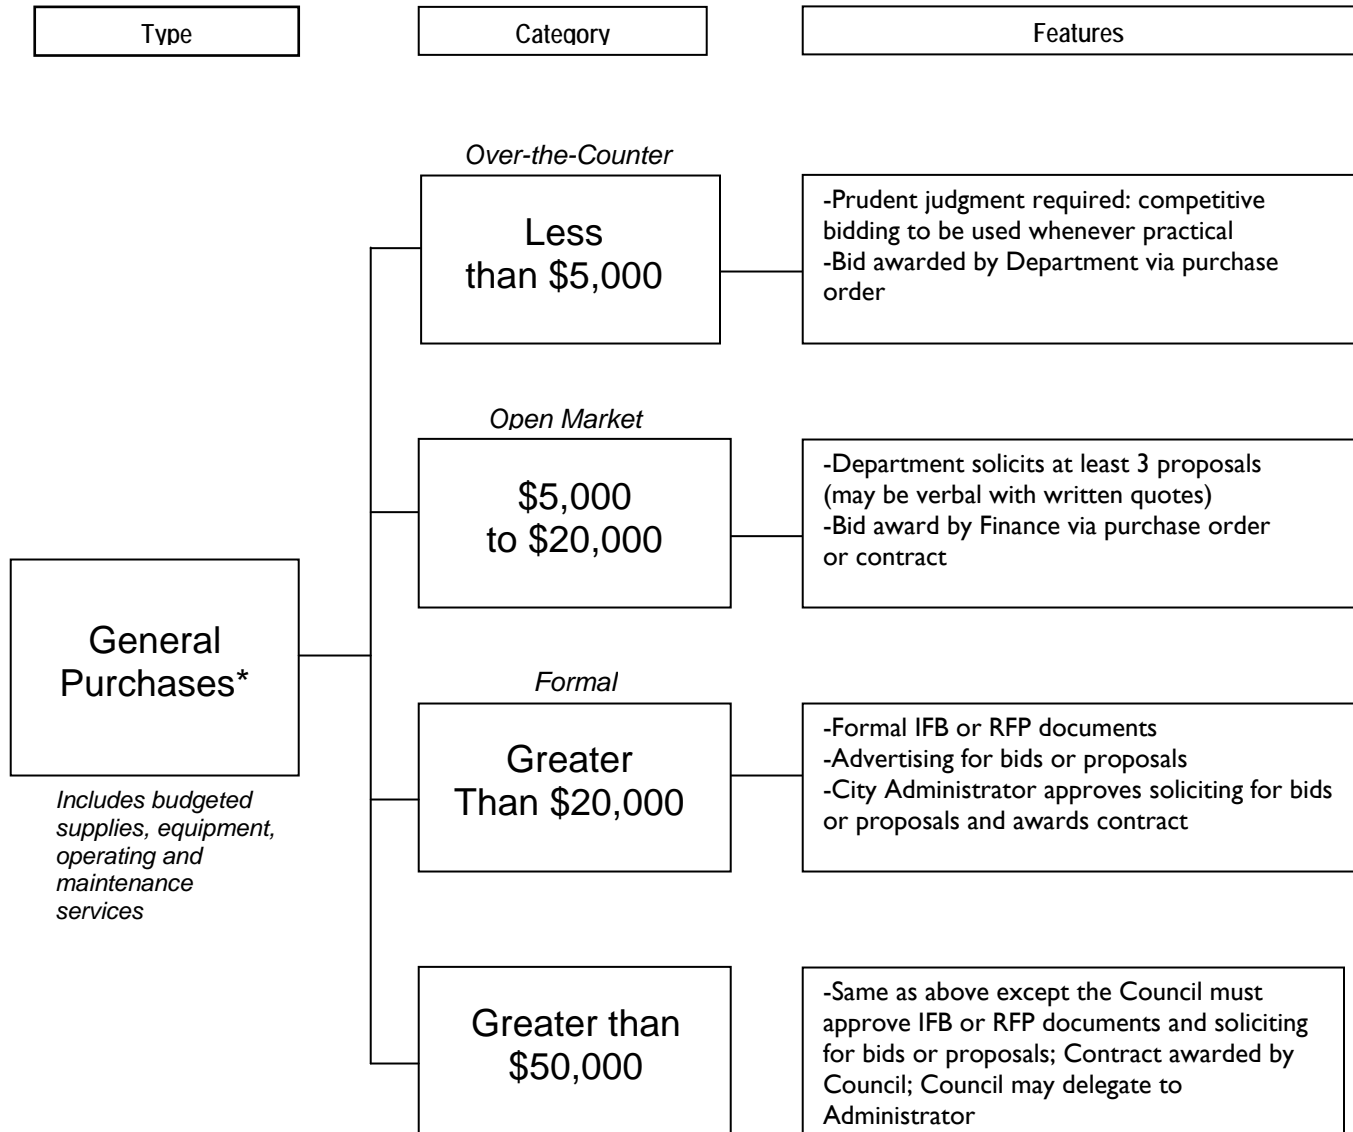 Type
Category
Features
Over-the-Counter
Less
than $5,000
-Prudent judgment required: competitive
bidding to be used whenever practical
-Bid awarded by Department via purchase
order
Open Market
$5,000
to $20,000
-Department solicits at least 3 proposals
(may be verbal with written quotes)
-Bid award by Finance via purchase order
or contract
General
Purchases*
Includes budgeted
supplies, equipment,
operating and
maintenance
services
Formal
Greater
Than $20,000
-Formal IFB or RFP documents
-Advertising for bids or proposals
-City Administrator approves soliciting for bids
or proposals and awards contract
Greater than
$50,000
-Same as above except the Council must
approve IFB or RFP documents and soliciting
for bids or proposals; Contract awarded by
Council; Council may delegate to
Administrator